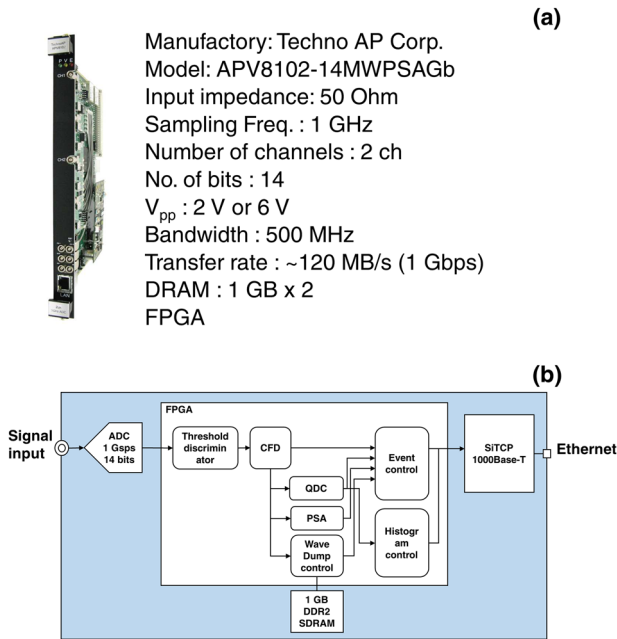 (a)
Manufactory: Techno AP Corp.
Model: APV8102-14MWPSAGb
Input impedance: 50 Ohm
Sampling Freq. : 1 GHz
Number of channels : 2 ch
No. of bits : 14
Vpp : 2 V or 6 V
Bandwidth : 500 MHz
Transfer rate : ~120 MB/s (1 Gbps)
DRAM : 1 GB x 2
FPGA
P V E
CH1
CH2
LAN
(b)
FPGA
Signal
input
ADC
1 Gsps
14 bits
Threshold
discrimin
ator
CFD
QDC
PSA
Wave
Dump
control
Event
control
Histogr
am
control
SiTCP
1000Base-T
Ethernet
1 GB
DDR2
SDRAM